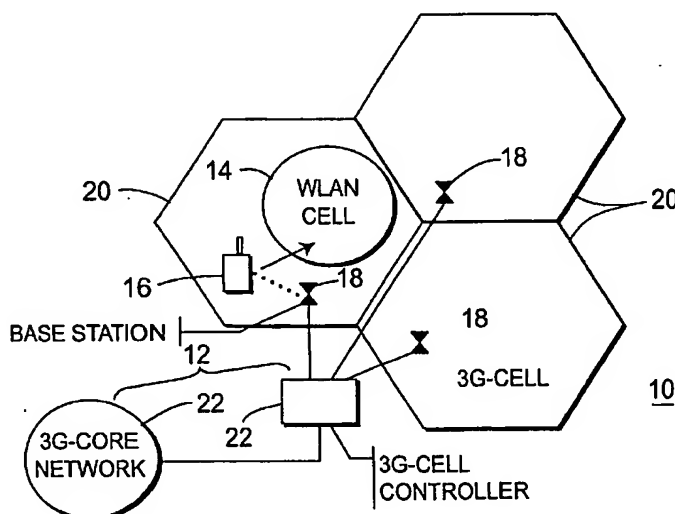 18
14
WLAN
CELL
20
20
16
18
BASE STATION
18
12
3G-CELL
22
22
10
3G-CORE
NETWORK
3G-CELL
CONTROLLER